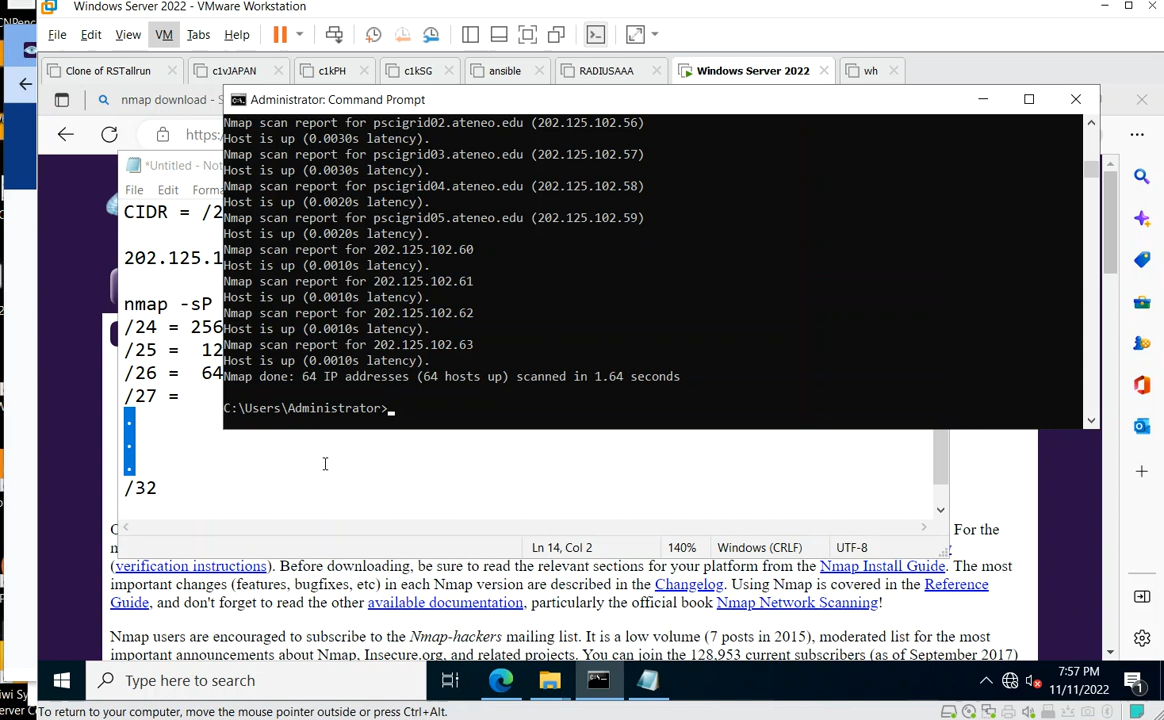 Windows Server 2022 - VMware Workstation
File Edit View VM Tabs Help
Clone of RSTallrun c1vJAPAN c1kPH c1kSG ansible RADIUSAAA Windows Server 2022 wh
nmap download - S
Administrator: Command Prompt
https:
*Untitled - Not
File Edit Forma
CIDR = /2
202.125.1
nmap -sP
/24 = 256
/25 = 12
/26 = 64
/27 =
.
.
.
/32
Nmap scan report for pscigrid02.ateneo.edu (202.125.102.56)
Host is up (0.0030s latency).
Nmap scan report for pscigrid03.ateneo.edu (202.125.102.57)
Host is up (0.0030s latency).
Nmap scan report for pscigrid04.ateneo.edu (202.125.102.58)
Host is up (0.0020s latency).
Nmap scan report for pscigrid05.ateneo.edu (202.125.102.59)
Host is up (0.0020s latency).
Nmap scan report for 202.125.102.60
Host is up (0.0010s latency).
Nmap scan report for 202.125.102.61
Host is up (0.0010s latency).
Nmap scan report for 202.125.102.62
Host is up (0.0010s latency).
Nmap scan report for 202.125.102.63
Host is up (0.0010s latency).
Nmap done: 64 IP addresses (64 hosts up) scanned in 1.64 seconds
C:\Users\Administrator>
Ln 14, Col 2 140% Windows (CRLF) UTF-8
For the
(verification instructions). Before downloading, be sure to read the relevant sections for your platform from the Nmap Install Guide. The most
important changes (features, bugfixes, etc) in each Nmap version are described in the Changelog. Using Nmap is covered in the Reference
Guide, and don't forget to read the other available documentation, particularly the official book Nmap Network Scanning!
Nmap users are encouraged to subscribe to the Nmap-hackers mailing list. It is a low volume (7 posts in 2015), moderated list for the most
important announcements about Nmap, Insecure.org, and related projects. You can join the 128,953 current subscribers (as of September 2017)
Type here to search
7:57 PM
11/11/2022
1
To return to your computer, move the mouse pointer outside or press Ctrl+Alt.